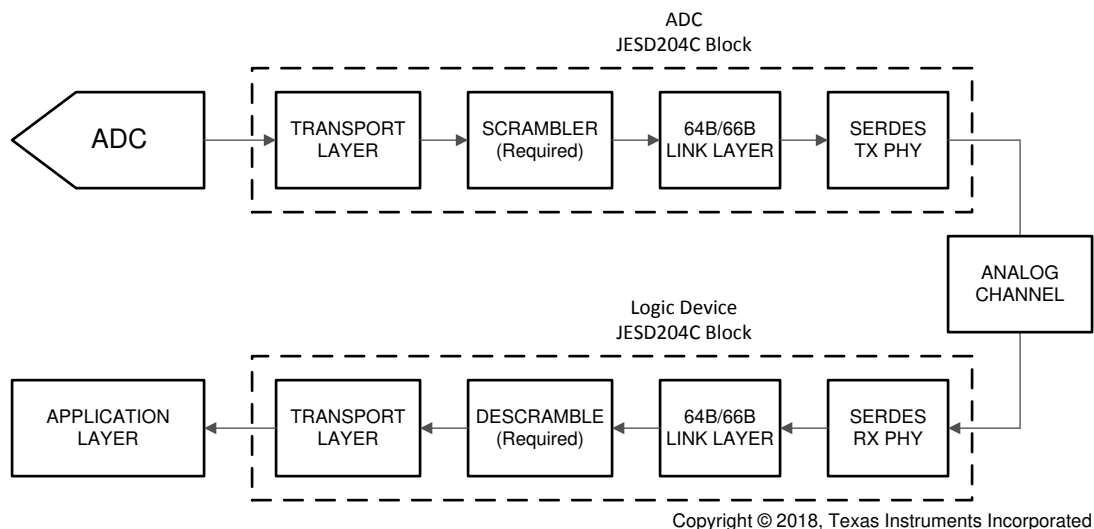 ADC
JESD204C Block
ADC
TRANSPORT
LAYER
SCRAMBLER
(Required)
64B/66B
LINK LAYER
SERDES
TX PHY
ANALOG
CHANNEL
Logic Device
JESD204C Block
APPLICATION
LAYER
TRANSPORT
LAYER
DESCRAMBLE
(Required)
64B/66B
LINK LAYER
SERDES
RX PHY
Copyright © 2018, Texas Instruments Incorporated